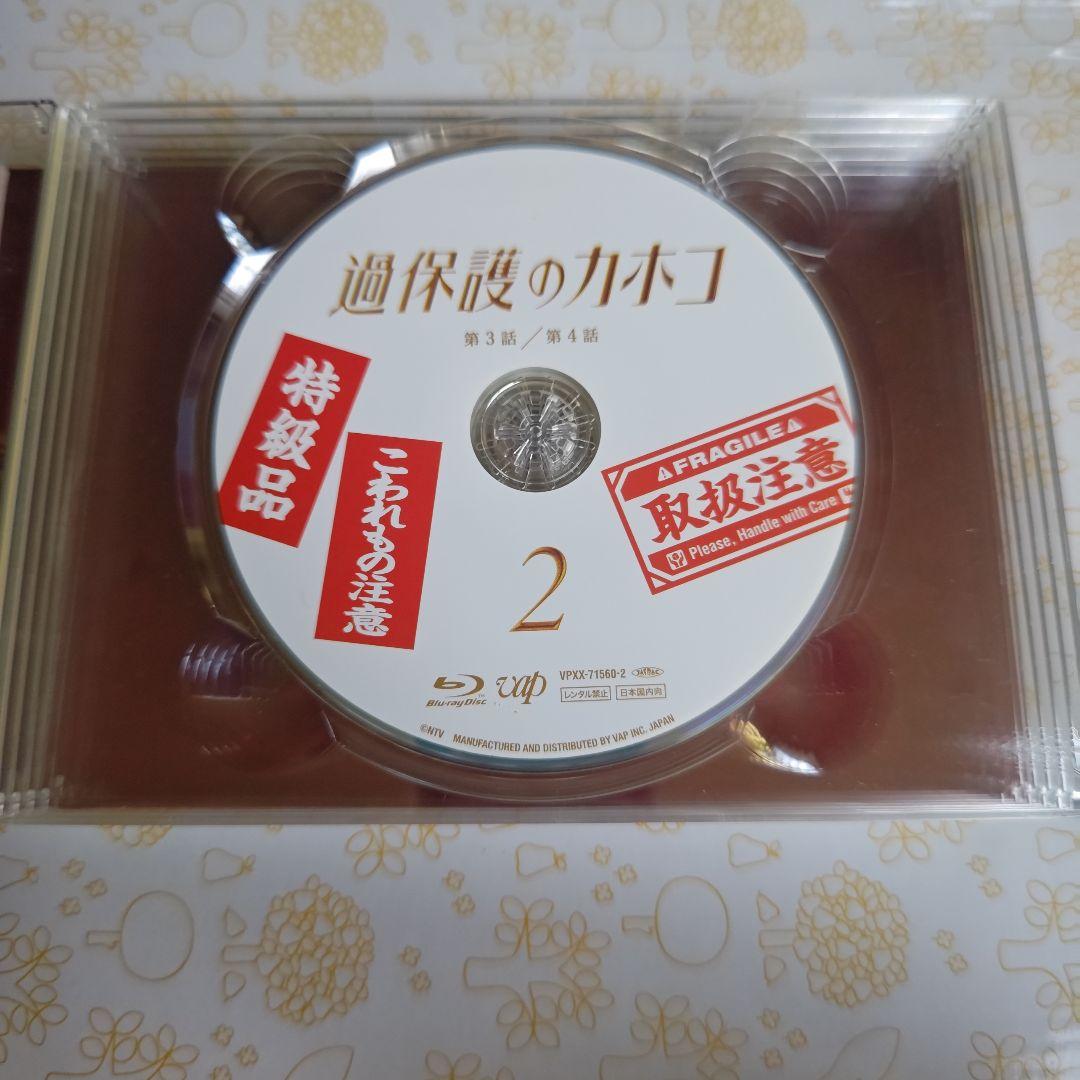 過保護のカホコ
第3話／第4話
特級品
こわれもの注意
FRAGILE
取扱注意
Please, Handle with Care
2
Blu-ray Disc™
vap
VPXX-71560-2
レンタル禁止
日本国内向
©NTV MANUFACTURED AND DISTRIBUTED BY VAP INC. JAPAN